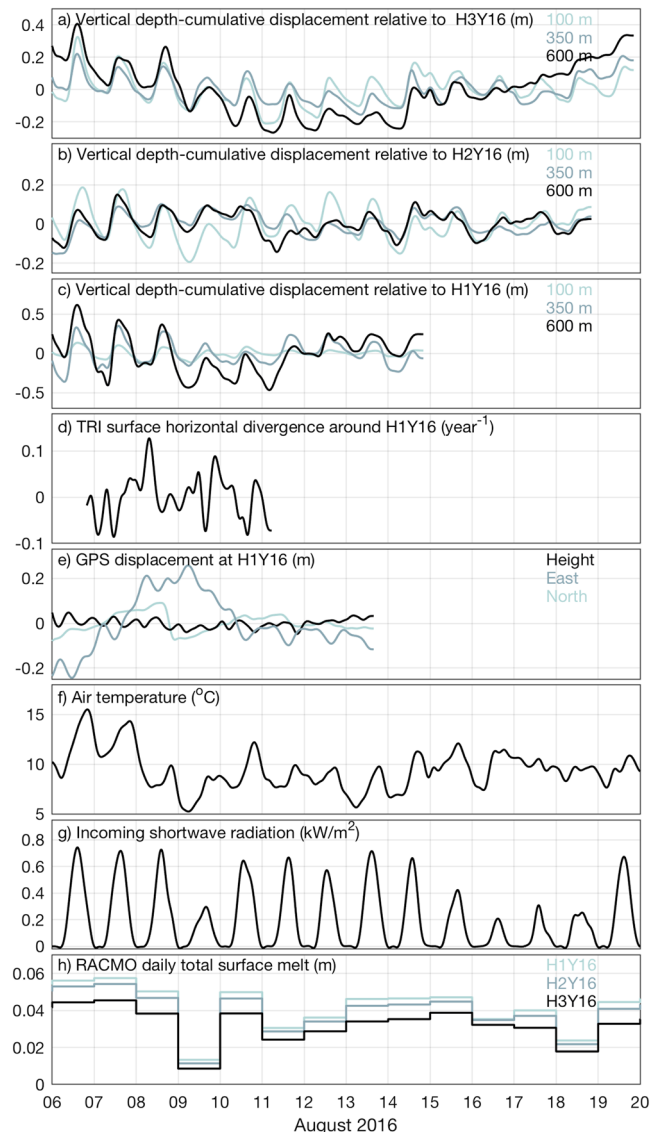 a) Vertical depth-cumulative displacement relative to H3Y16 (m)
100 m
350 m
600 m
0.4
0.2
0
-0.2
b) Vertical depth-cumulative displacement relative to H2Y16 (m)
100 m
350 m
600 m
0.2
0
-0.2
c) Vertical depth-cumulative displacement relative to H1Y16 (m)
100 m
350 m
600 m
0.5
0
-0.5
d) TRI surface horizontal divergence around H1Y16 (year-1)
0.1
0
-0.1
e) GPS displacement at H1Y16 (m)
Height
East
North
0.2
0
-0.2
f) Air temperature (oC)
15
10
5
g) Incoming shortwave radiation (kW/m2)
0.8
0.6
0.4
0.2
0
h) RACMO daily total surface melt (m)
H1Y16
H2Y16
H3Y16
0.06
0.04
0.02
0
06 07 08 09 10 11 12 13 14 15 16 17 18 19 20
August 2016